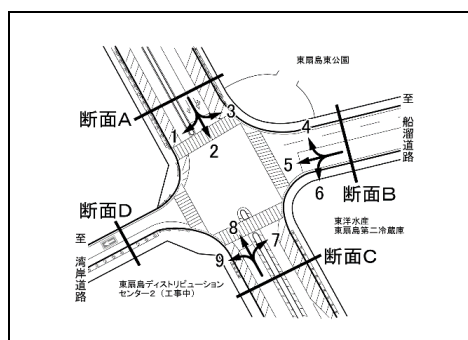 東扇島東公園
断面A
1
2
3
4
5
6
至
船溜道路
断面B
断面D
至
湾岸道路
東洋水産
東扇島第二冷蔵庫
8
7
9
断面C
東扇島ディストリビューション
センター2（工事中）